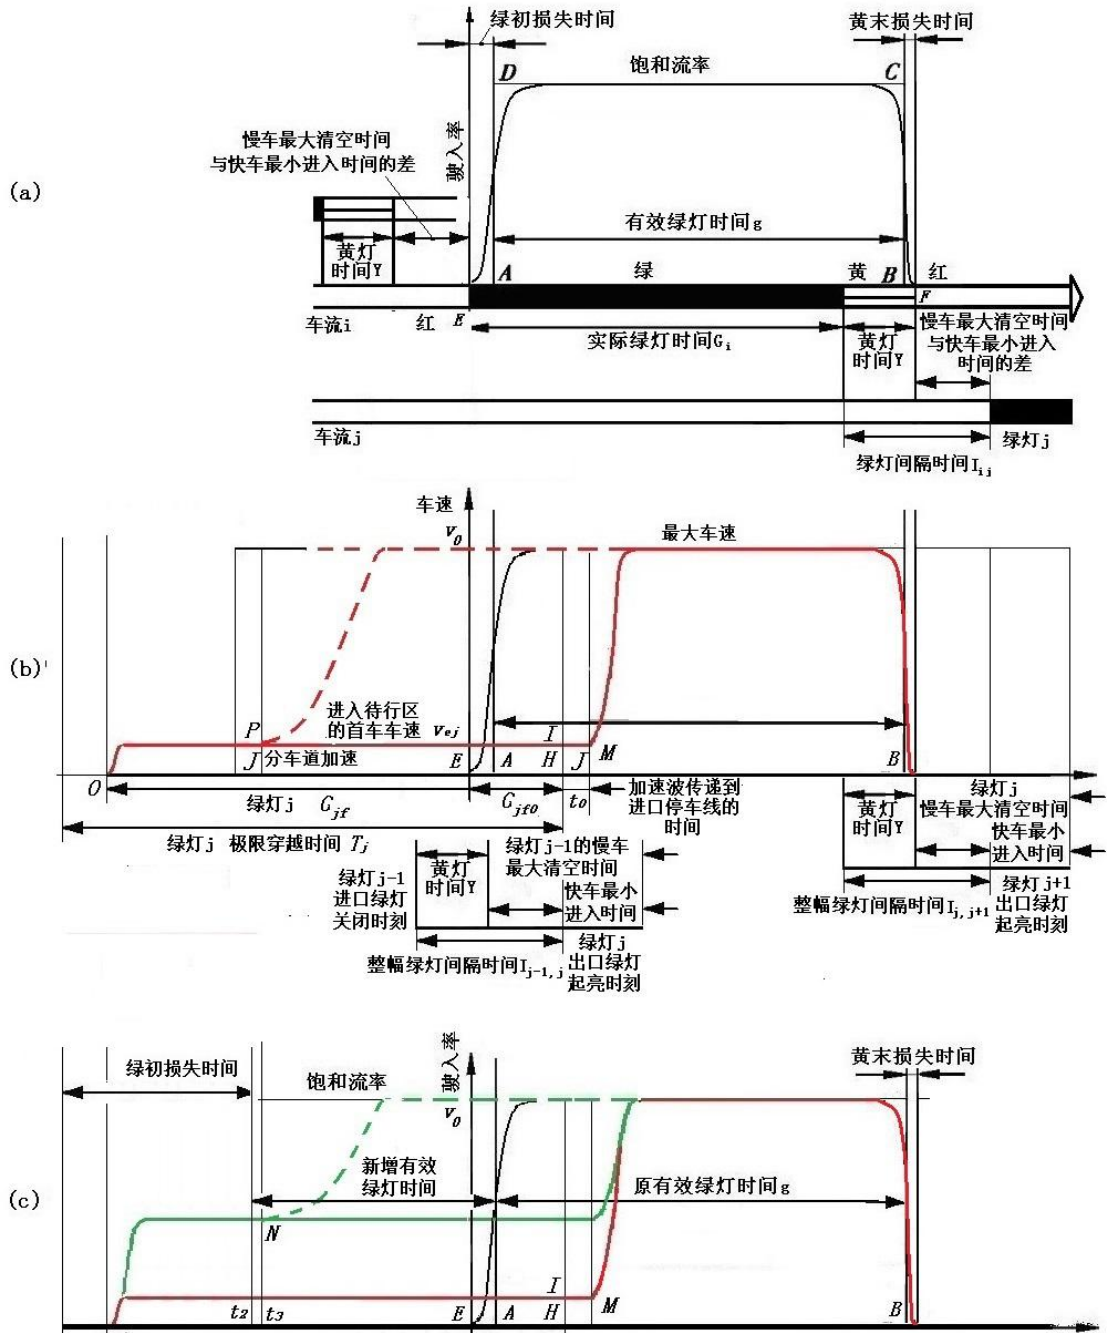 (a)
绿初损失时间
黄末损失时间
D
饱和流率
C
驶入率
慢车最大清空时间
与快车最小进入时间的差
黄灯
时间Y
有效绿灯时间g
A
绿
黄
B
红
F
车流i
红
E
实际绿灯时间Gi
黄灯
时间Y
慢车最大清空时间
与快车最小进入
时间的差
车流j
绿灯j
绿灯间隔时间Iij
(b)'
车速
v0
最大车速
进入待行区
的首车车速
vej
P
I
J
分车道加速
E
A
H
J
M
B
O
绿灯j Gjf
Gjf0
t0
加速波传递到
进口停车线的
时间
绿灯j 极限穿越时间 Tj
绿灯j-1
进口绿灯
关闭时刻
黄灯
时间Y
绿灯j-1的慢车
最大清空时间
快车最小
进入时间
整幅绿灯间隔时间Ij-1,j
绿灯j
出口绿灯
起亮时刻
黄灯
时间Y
绿灯j
慢车最大清空时间
快车最小
进入时间
整幅绿灯间隔时间Ij,j+1
绿灯j+1
出口绿灯
起亮时刻
(c)
绿初损失时间
饱和流率
驶入率
v0
黄末损失时间
新增有效
绿灯时间
原有效绿灯时间g
N
I
t2
t3
E
A
H
M
B